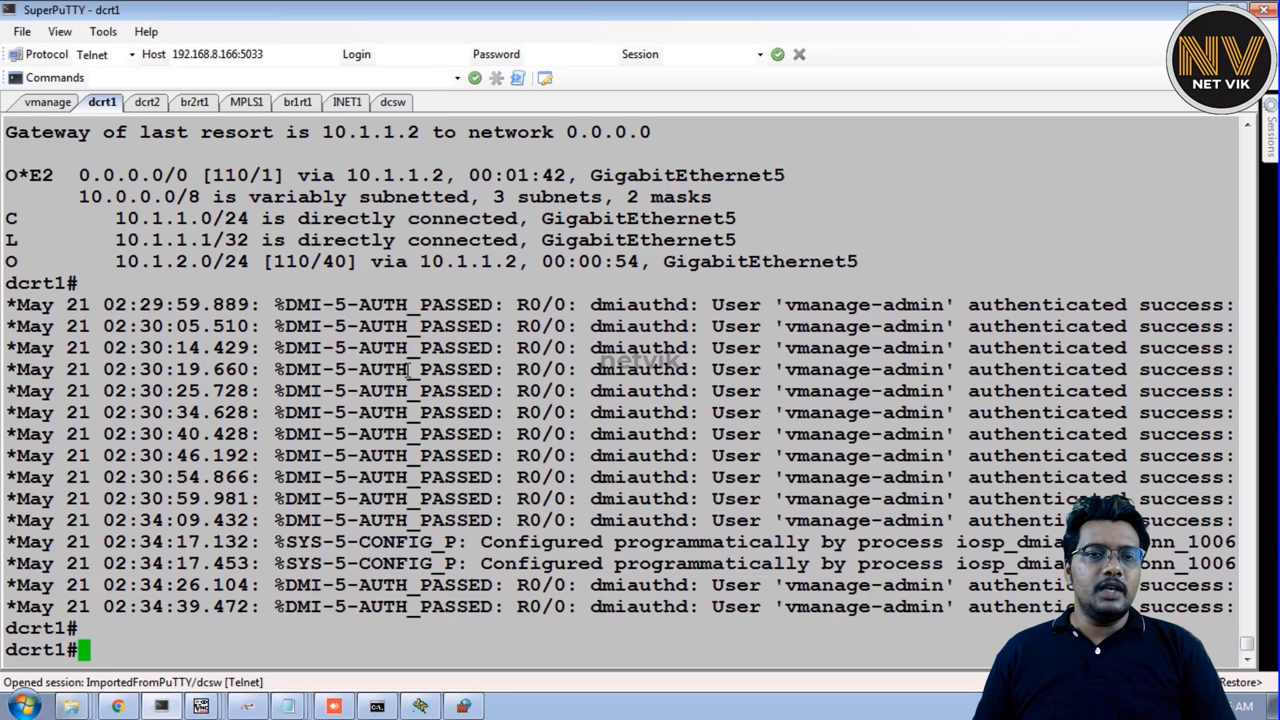 SuperPuTTY - dcrt1
File View Tools Help
Protocol Telnet Host 192.168.8.166:5033 Login Password Session
Commands
vmanage dcrt1 dcrt2 br2rt1 MPLS1 br1rt1 INET1 dcsw
NV
NET VIK
Sessions
Gateway of last resort is 10.1.1.2 to network 0.0.0.0
O*E2 0.0.0.0/0 [110/1] via 10.1.1.2, 00:01:42, GigabitEthernet5
10.0.0.0/8 is variably subnetted, 3 subnets, 2 masks
C 10.1.1.0/24 is directly connected, GigabitEthernet5
L 10.1.1.1/32 is directly connected, GigabitEthernet5
O 10.1.2.0/24 [110/40] via 10.1.1.2, 00:00:54, GigabitEthernet5
dcrt1#
*May 21 02:29:59.889: %DMI-5-AUTH_PASSED: R0/0: dmiauthd: User 'vmanage-admin' authenticated success:
*May 21 02:30:05.510: %DMI-5-AUTH_PASSED: R0/0: dmiauthd: User 'vmanage-admin' authenticated success:
*May 21 02:30:14.429: %DMI-5-AUTH_PASSED: R0/0: dmiauthd: User 'vmanage-admin' authenticated success:
netvik
*May 21 02:30:19.660: %DMI-5-AUTH_PASSED: R0/0: dmiauthd: User 'vmanage-admin' authenticated success:
*May 21 02:30:25.728: %DMI-5-AUTH_PASSED: R0/0: dmiauthd: User 'vmanage-admin' authenticated success:
*May 21 02:30:34.628: %DMI-5-AUTH_PASSED: R0/0: dmiauthd: User 'vmanage-admin' authenticated success:
*May 21 02:30:40.428: %DMI-5-AUTH_PASSED: R0/0: dmiauthd: User 'vmanage-admin' authenticated success:
*May 21 02:30:46.192: %DMI-5-AUTH_PASSED: R0/0: dmiauthd: User 'vmanage-admin' authenticated success:
*May 21 02:30:54.866: %DMI-5-AUTH_PASSED: R0/0: dmiauthd: User 'vmanage-admin' authenticated success:
*May 21 02:30:59.981: %DMI-5-AUTH_PASSED: R0/0: dmiauthd: User 'vmanage-admin' authenticated success:
*May 21 02:34:09.432: %DMI-5-AUTH_PASSED: R0/0: dmiauthd: User 'vmanage-admin' success:
*May 21 02:34:17.132: %SYS-5-CONFIG_P: Configured programmatically by process
*May 21 02:34:17.453: %SYS-5-CONFIG_P: Configured programmatically by process
*May 21 02:34:26.104: %DMI-5-AUTH_PASSED: R0/0: dmiauthd: User 'vmanage-admin' success:
*May 21 02:34:39.472: %DMI-5-AUTH_PASSED: R0/0: dmiauthd: User 'vmanage-admin' success:
dcrt1#
dcrt1#
Opened session: ImportedFromPuTTY/dcsw [Telnet] Restore>
AM